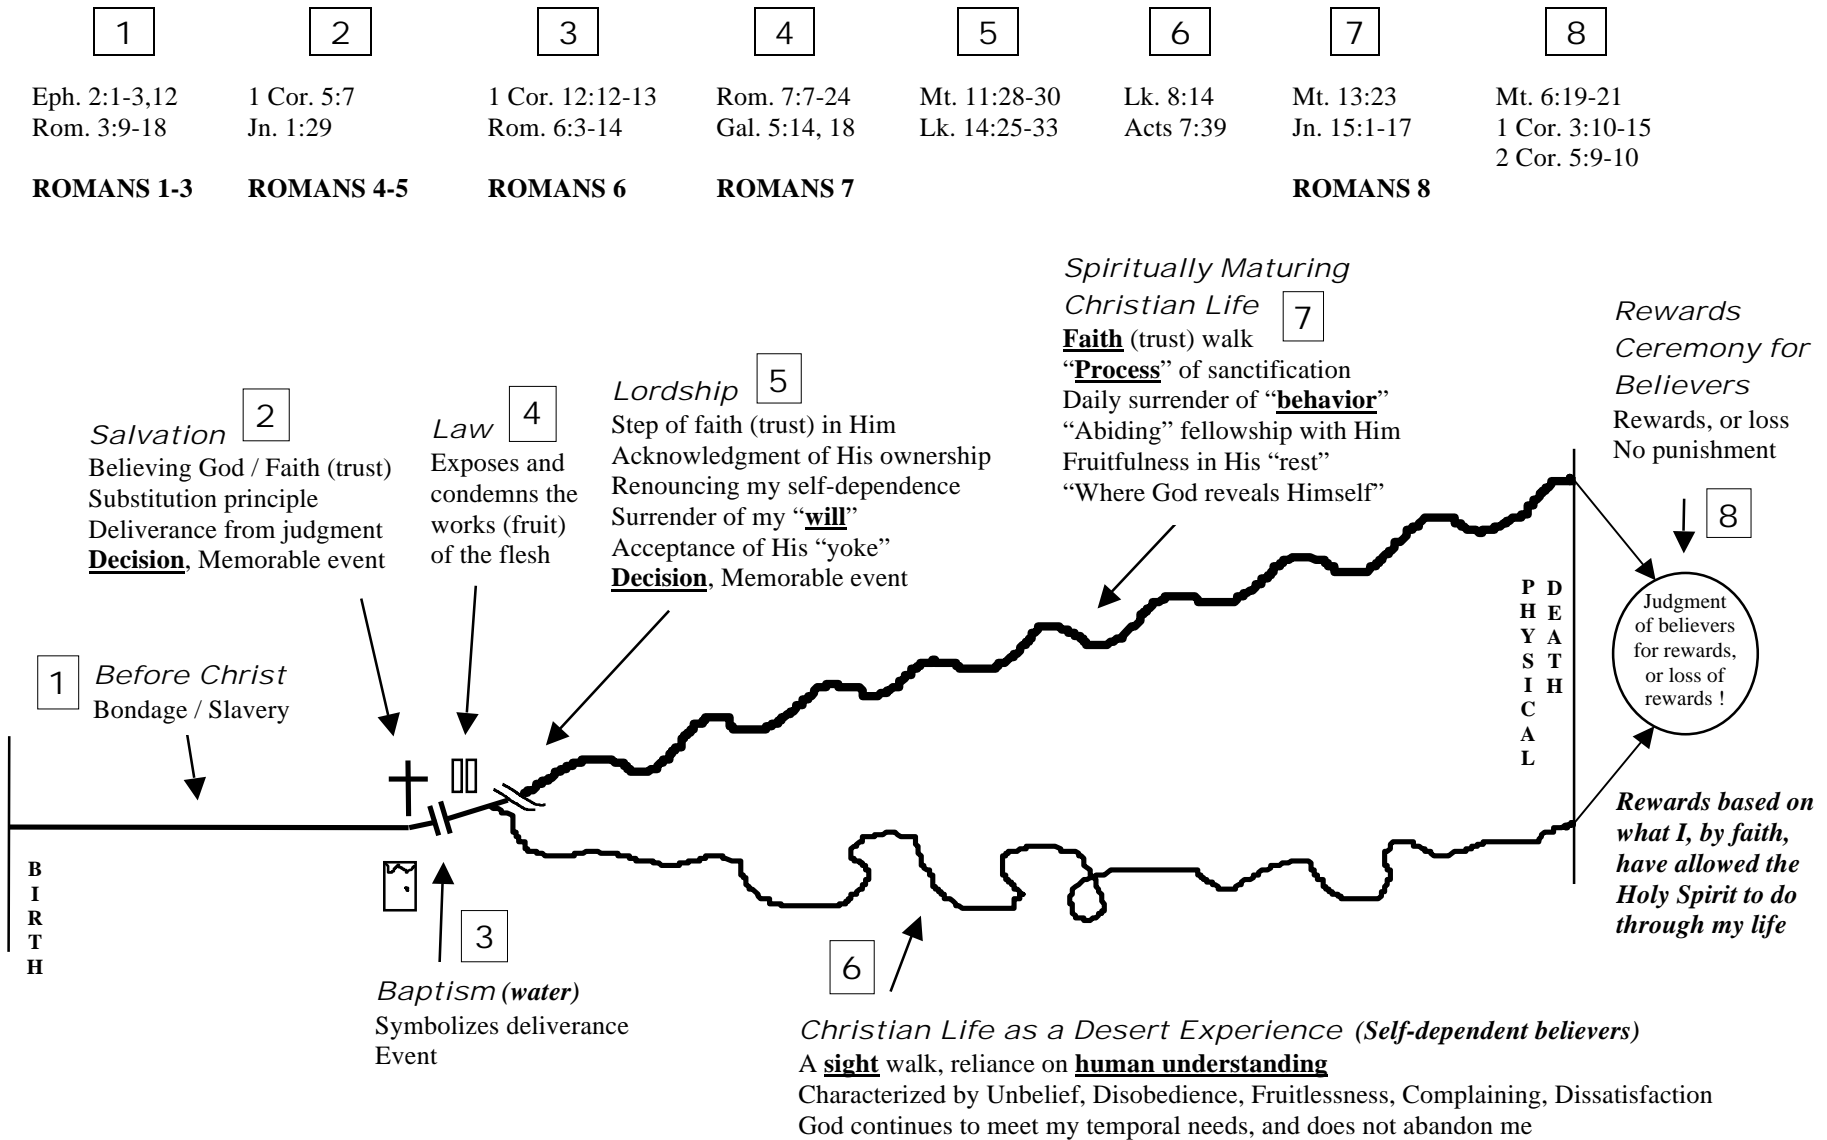 1
2
3
4
5
6
7
8
Eph. 2:1-3,12
Rom. 3:9-18
ROMANS 1-3
1 Cor. 5:7
Jn. 1:29
ROMANS 4-5
1 Cor. 12:12-13
Rom. 6:3-14
ROMANS 6
Rom. 7:7-24
Gal. 5:14, 18
ROMANS 7
Mt. 11:28-30
Lk. 14:25-33
Lk. 8:14
Acts 7:39
Mt. 13:23
Jn. 15:1-17
ROMANS 8
Mt. 6:19-21
1 Cor. 3:10-15
2 Cor. 5:9-10
1
Before Christ
Bondage / Slavery
Salvation
2
Believing God / Faith (trust)
Substitution principle
Deliverance from judgment
Decision, Memorable event
Law
4
Exposes and
condemns the
works (fruit)
of the flesh
Lordship
5
Step of faith (trust) in Him
Acknowledgment of His ownership
Renouncing my self-dependence
Surrender of my “will”
Acceptance of His “yoke”
Decision, Memorable event
Spiritually Maturing
Christian Life
7
Faith (trust) walk
“Process” of sanctification
Daily surrender of “behavior”
“Abiding” fellowship with Him
Fruitfulness in His “rest”
“Where God reveals Himself”
Rewards
Ceremony for
Believers
Rewards, or loss
No punishment
8
PHYSICAL
DEATH
Judgment
of believers
for rewards,
or loss of
rewards !
Rewards based on
what I, by faith,
have allowed the
Holy Spirit to do
through my life
BIRTH
3
Baptism (water)
Symbolizes deliverance
Event
6
Christian Life as a Desert Experience (Self-dependent believers)
A sight walk, reliance on human understanding
Characterized by Unbelief, Disobedience, Fruitlessness, Complaining, Dissatisfaction
God continues to meet my temporal needs, and does not abandon me